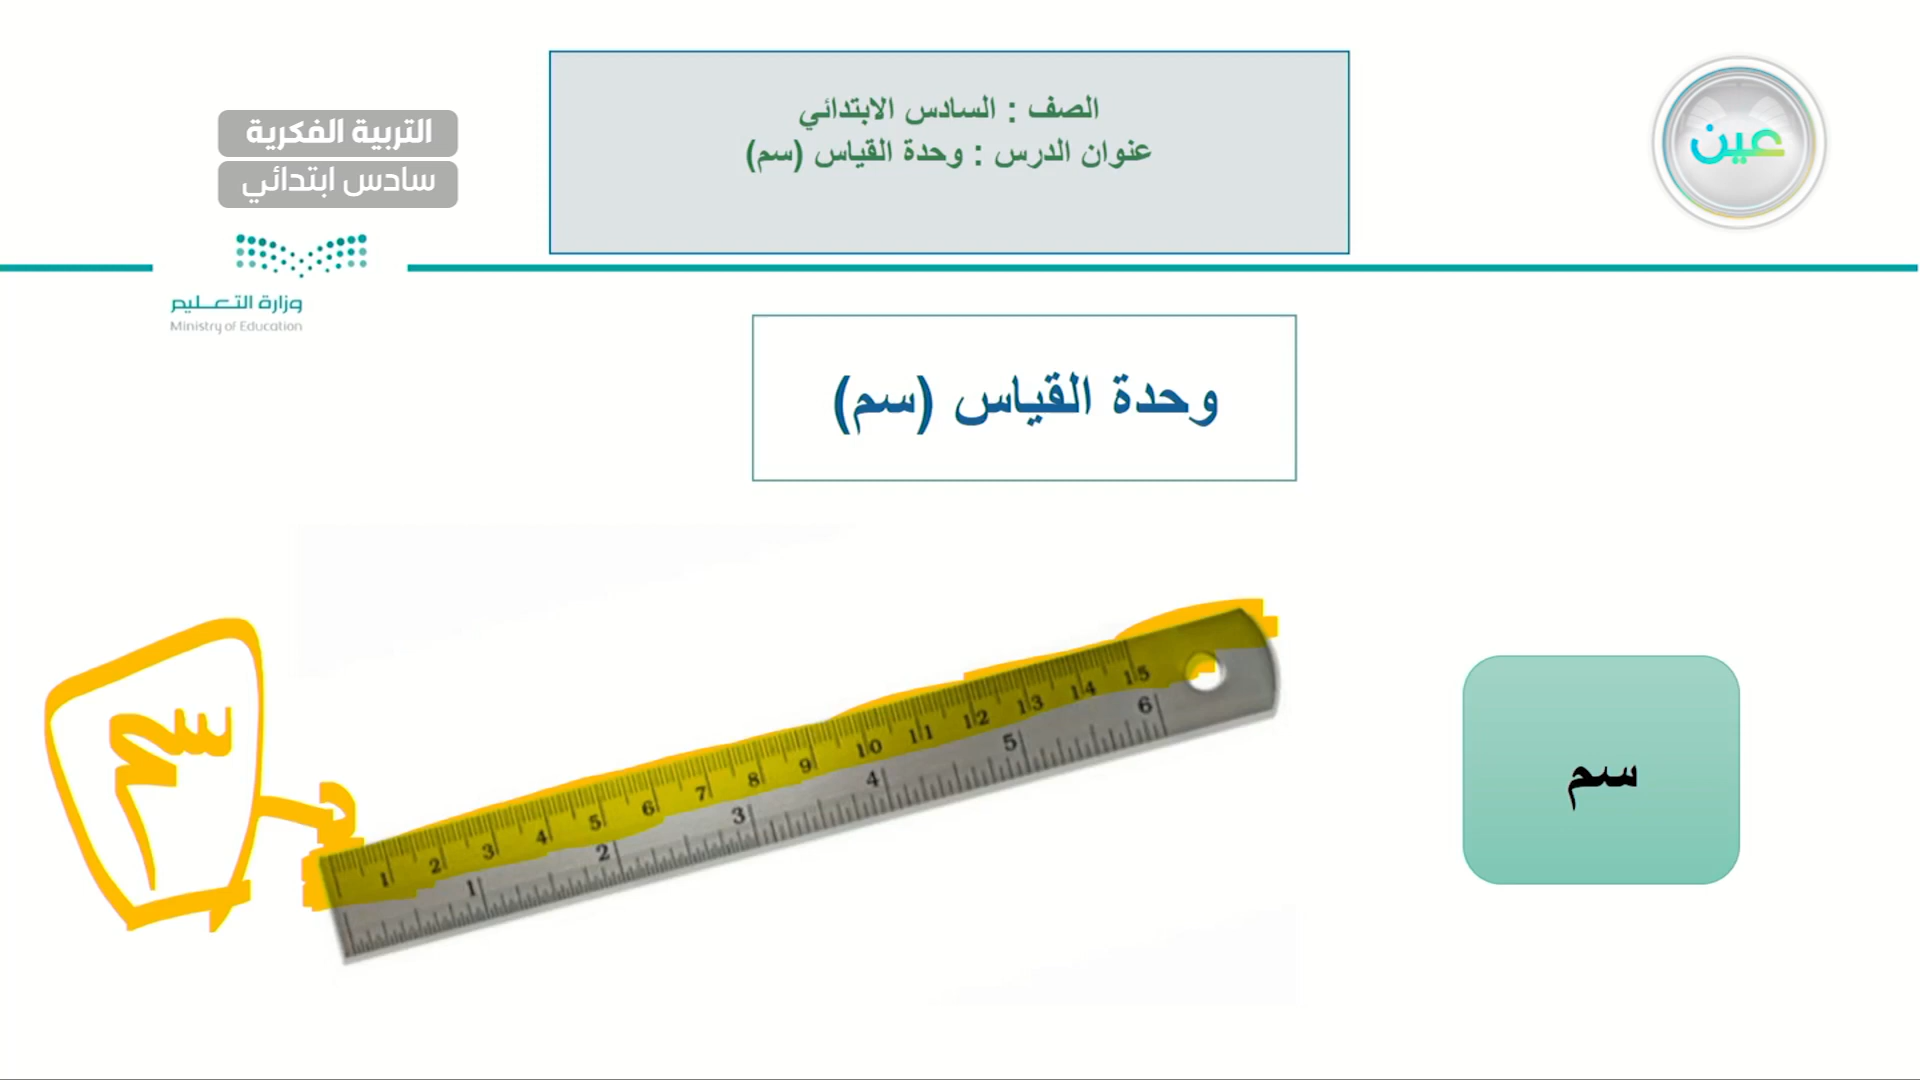 الصف : السادس الابتدائي
عنوان الدرس : وحدة القياس (سم)
عين
التربية الفكرية
سادس ابتدائي
وزارة التعليم
Ministry of Education
وحدة القياس (سم)
1 2 3 4 5 6 7 8 9 10 11 12 13 14 15
1 2 3 4 5 6
سم
سم